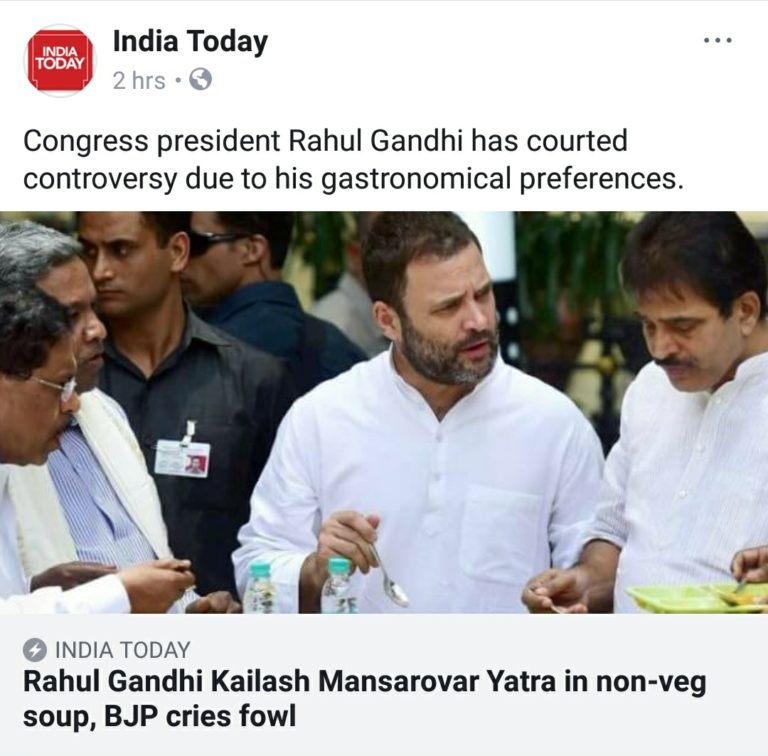 INDIA
TODAY
India Today
2 hrs
Congress president Rahul Gandhi has courted
controversy due to his gastronomical preferences.
INDIA TODAY
Rahul Gandhi Kailash Mansarovar Yatra in non-veg
soup, BJP cries fowl